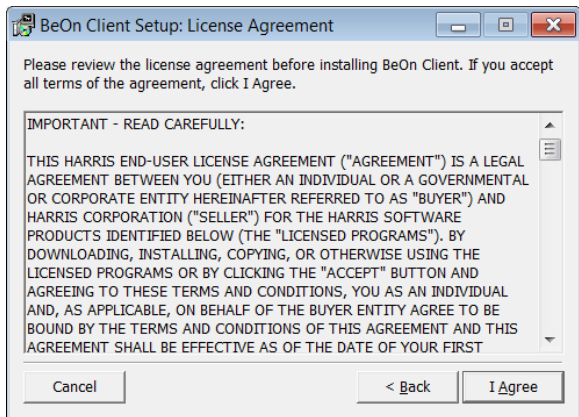 BeOn Client Setup: License Agreement
Please review the license agreement before installing BeOn Client. If you accept
all terms of the agreement, click I Agree.
IMPORTANT - READ CAREFULLY:
THIS HARRIS END-USER LICENSE AGREEMENT ("AGREEMENT") IS A LEGAL
AGREEMENT BETWEEN YOU (EITHER AN INDIVIDUAL OR A GOVERNMENTAL
OR CORPORATE ENTITY HEREINAFTER REFERRED TO AS "BUYER") AND
HARRIS CORPORATION ("SELLER") FOR THE HARRIS SOFTWARE
PRODUCTS IDENTIFIED BELOW (THE "LICENSED PROGRAMS"). BY
DOWNLOADING, INSTALLING, COPYING, OR OTHERWISE USING THE
LICENSED PROGRAMS OR BY CLICKING THE "ACCEPT" BUTTON AND
AGREEING TO THESE TERMS AND CONDITIONS, YOU AS AN INDIVIDUAL
AND, AS APPLICABLE, ON BEHALF OF THE BUYER ENTITY AGREE TO BE
BOUND BY THE TERMS AND CONDITIONS OF THIS AGREEMENT AND THIS
AGREEMENT SHALL BE EFFECTIVE AS OF THE DATE OF YOUR FIRST
Cancel
< Back
I Agree